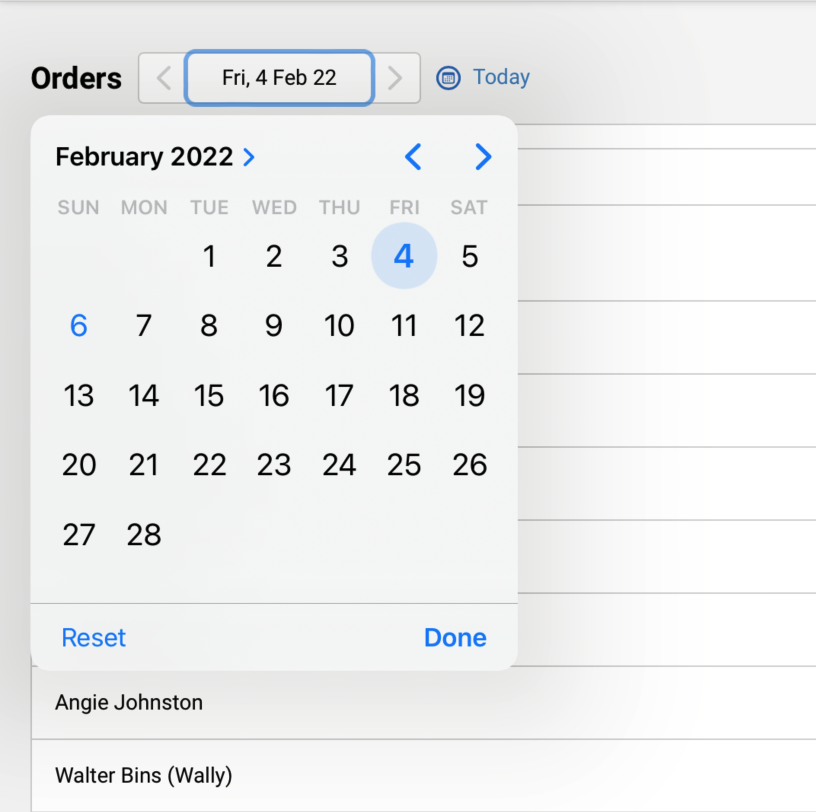 Orders Fri, 4 Feb 22 Today
February 2022
SUN MON TUE WED THU FRI SAT
1 2 3 4 5
6 7 8 9 10 11 12
13 14 15 16 17 18 19
20 21 22 23 24 25 26
27 28
Reset Done
Angie Johnston
Walter Bins (Wally)